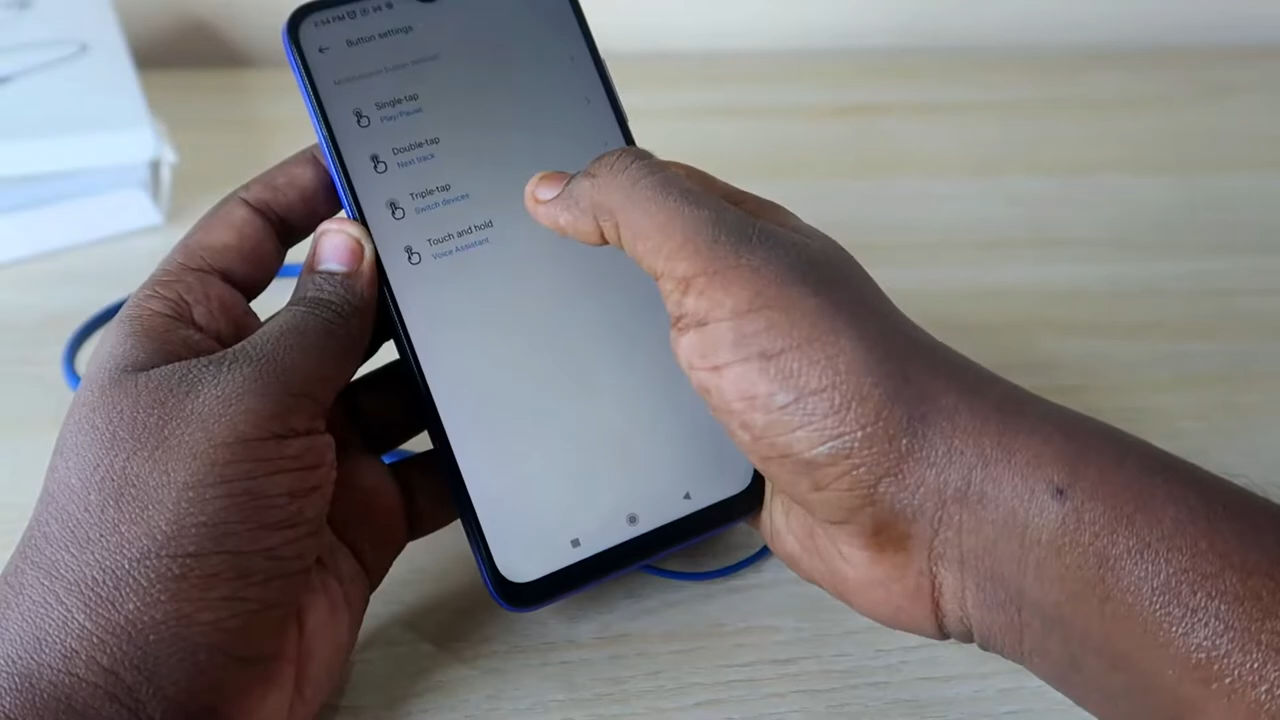 Button settings
Single-tap
Play/Pause
Double-tap
Next track
Triple-tap
Switch devices
Touch and hold
Voice Assistant